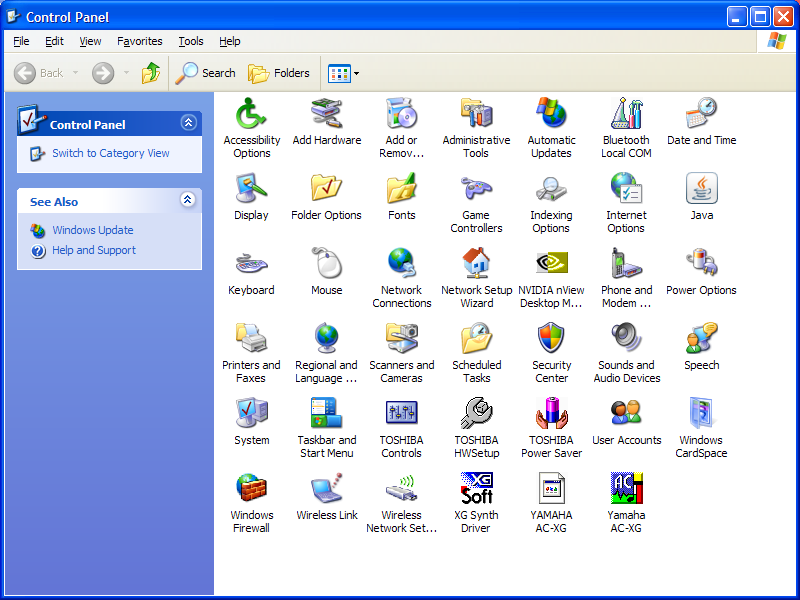 Control Panel
File Edit View Favorites Tools Help
Back Search Folders
Control Panel
Switch to Category View
See Also
Windows Update
Help and Support
Accessibility Options
Add Hardware
Add or Remov...
Administrative Tools
Automatic Updates
Bluetooth Local COM
Date and Time
Display
Folder Options
Fonts
Game Controllers
Indexing Options
Internet Options
Java
Keyboard
Mouse
Network Connections
Network Setup Wizard
NVIDIA nView Desktop M...
Phone and Modem ...
Power Options
Printers and Faxes
Regional and Language ...
Scanners and Cameras
Scheduled Tasks
Security Center
Sounds and Audio Devices
Speech
System
Taskbar and Start Menu
TOSHIBA Controls
TOSHIBA HWSetup
TOSHIBA Power Saver
User Accounts
Windows CardSpace
Windows Firewall
Wireless Link
Wireless Network Set...
XG Soft
XG Synth Driver
YAMAHA AC-XG
AC
Yamaha AC-XG